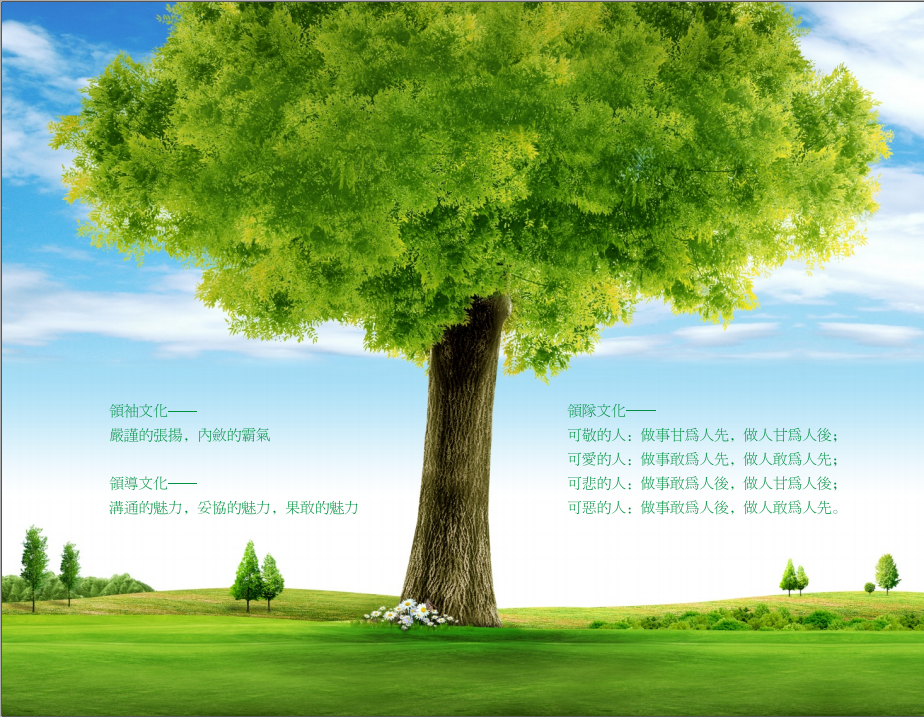 領袖文化——
嚴謹的張揚，內斂的霸氣
領導文化——
溝通的魅力，妥協的魅力，果敢的魅力
領隊文化——
可敬的人：做事甘爲人先，做人甘爲人後；
可愛的人：做事敢爲人先，做人敢爲人先；
可悲的人：做事敢爲人後，做人甘爲人後；
可惡的人：做事敢爲人後，做人敢爲人先。